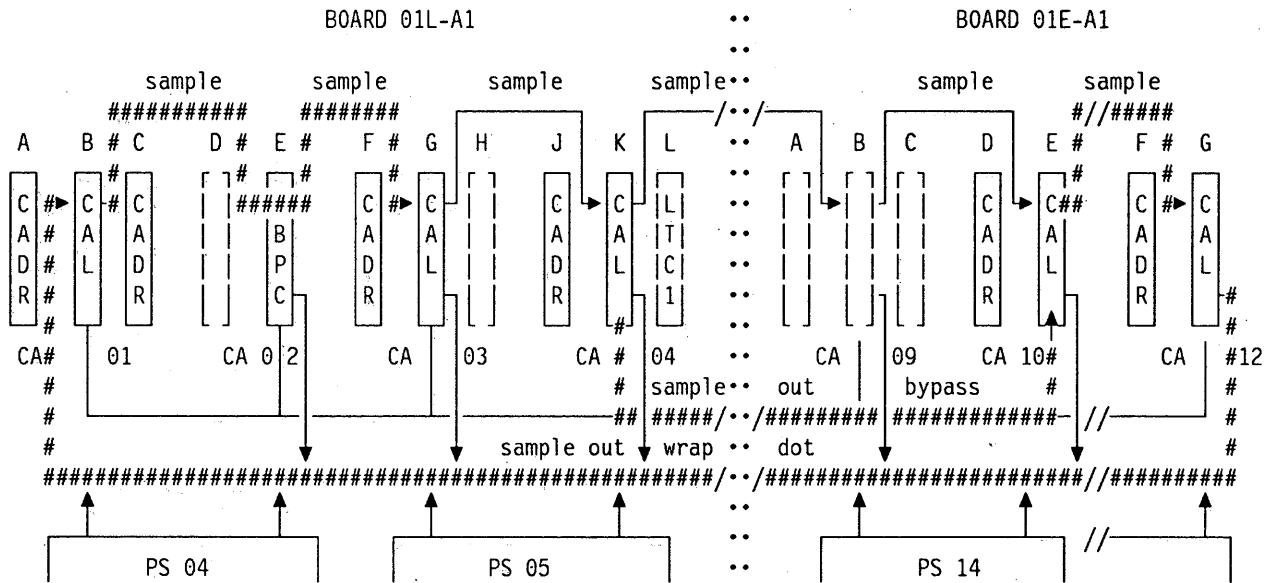 BOARD 01L-A1 BOARD 01E-A1
sample sample sample sample sample sample
A B C D E F G H J K L A B C D E F G
CADR CAL CADR BPC CADR CAL CADR CAL LTC1 CADR CAL CADR CAL
CA 01 CA 02 CA 03 CA 04 CA 09 CA 10 CA 12
sample out bypass
sample out wrap dot
PS 04 PS 05 PS 14